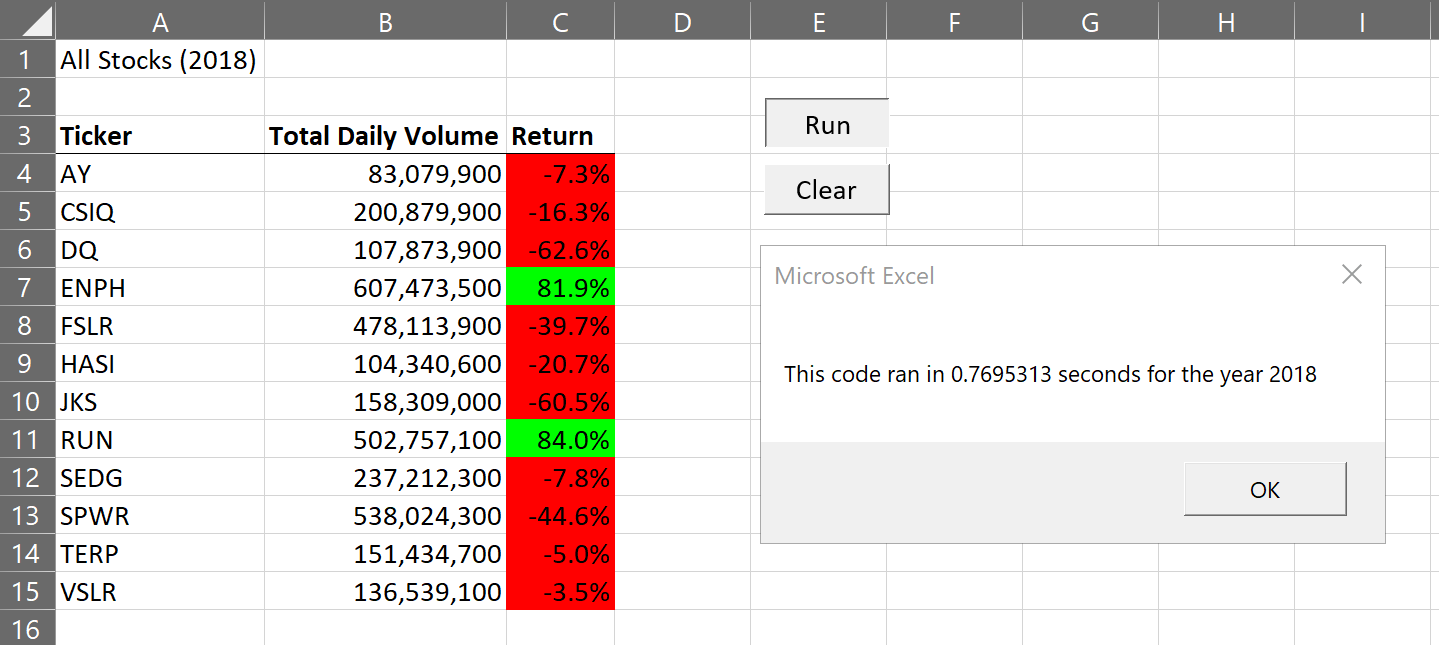 A B C D E F G H I
1 All Stocks (2018)
2
3 Ticker Total Daily Volume Return
Run
4 AY 83,079,900 -7.3%
Clear
5 CSIQ 200,879,900 -16.3%
6 DQ 107,873,900 -62.6%
Microsoft Excel
7 ENPH 607,473,500 81.9%
8 FSLR 478,113,900 -39.7%
9 HASI 104,340,600 -20.7%
This code ran in 0.7695313 seconds for the year 2018
10 JKS 158,309,000 -60.5%
11 RUN 502,757,100 84.0%
12 SEDG 237,212,300 -7.8%
OK
13 SPWR 538,024,300 -44.6%
14 TERP 151,434,700 -5.0%
15 VSLR 136,539,100 -3.5%
16